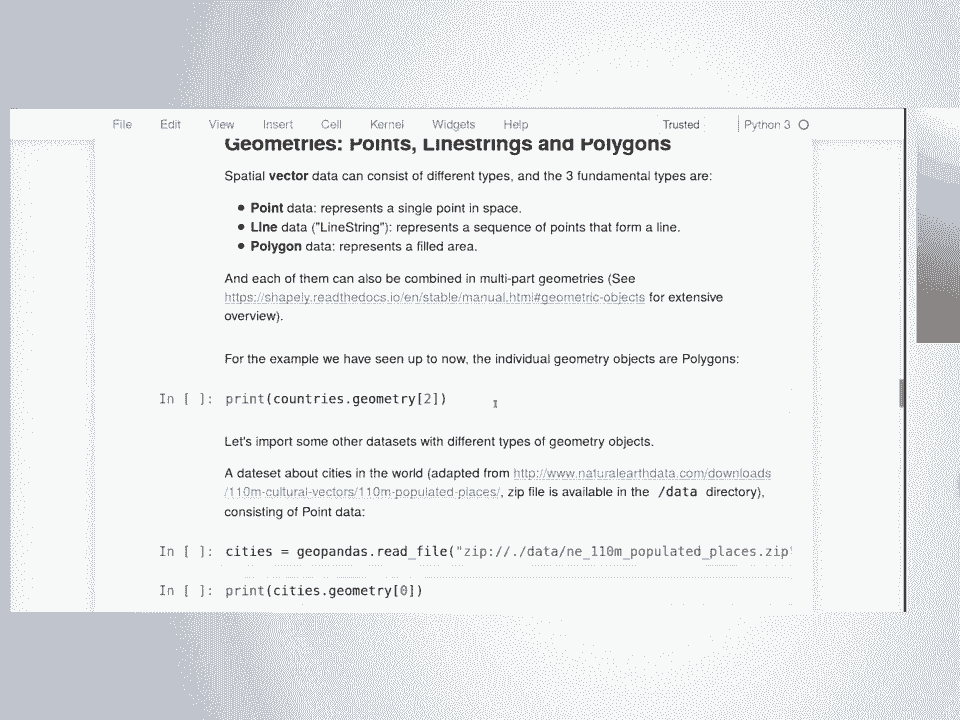 File Edit View Insert Cell Kernel Widgets Help Trusted Python 3
Geometries: Points, Linestrings and Polygons
Spatial vector data can consist of different types, and the 3 fundamental types are:
Point data: represents a single point in space.
Line data ("LineString"): represents a sequence of points that form a line.
Polygon data: represents a filled area.
And each of them can also be combined in multi-part geometries (See
https://shapely.readthedocs.io/en/stable/manual.html#geometric-objects for extensive
overview).
For the example we have seen up to now, the individual geometry objects are Polygons:
In [ ]: print(countries.geometry[2])
Let's import some other datasets with different types of geometry objects.
A dateset about cities in the world (adapted from http://www.naturalearthdata.com/downloads
/110m-cultural-vectors/110m-populated-places/, zip file is available in the /data directory),
consisting of Point data:
In [ ]: cities = geopandas.read_file("zip://./data/ne_110m_populated_places.zip"
In [ ]: print(cities.geometry[0])